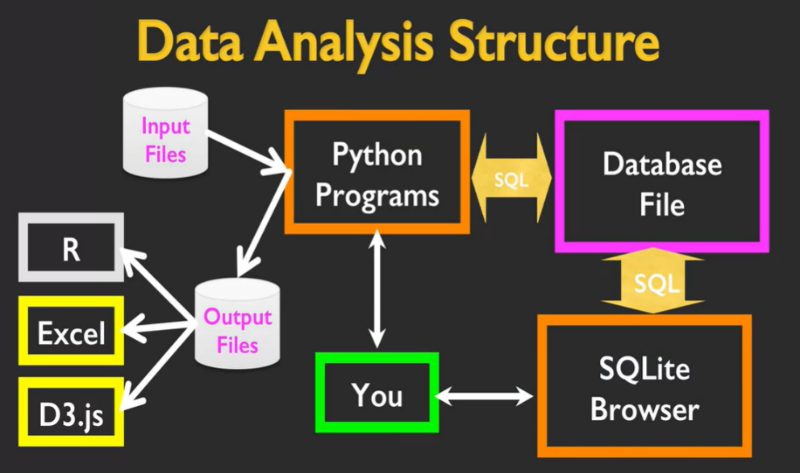 Data Analysis Structure
Input
Files
Python
Programs
SQL
Database
File
R
Excel
D3.js
Output
Files
SQL
You
SQLite
Browser